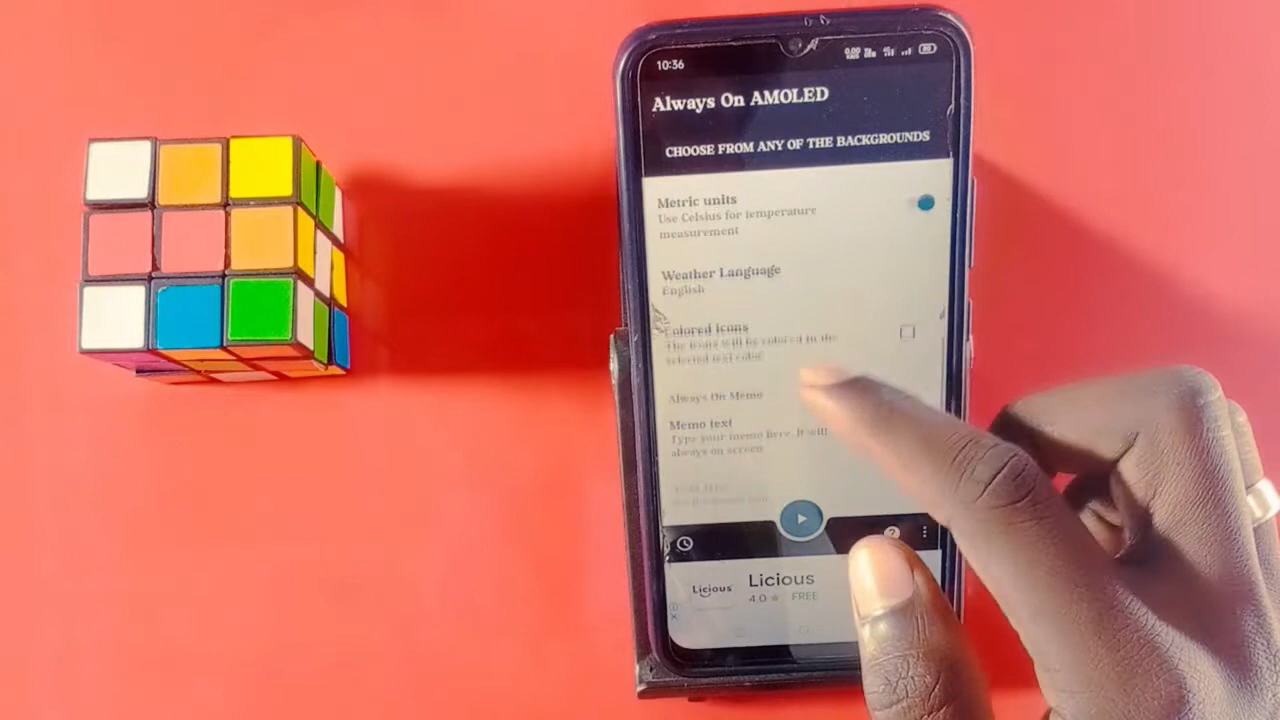 10:36
Always On AMOLED
CHOOSE FROM ANY OF THE BACKGROUNDS
Metric units
Use Celsius for temperature
measurement
Weather Language
English
Colored Icons
The icons will be colored in the
selected text color
Always On Memo
Memo text
Type your memo here. It will
always on screen
Licious
Licious
4.0 ★ FREE